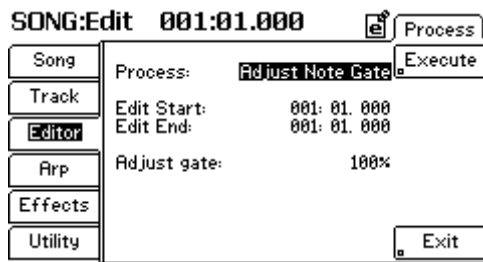 SONG:Edit 001:01.000 e Process
Song
Track
Editor
Arp
Effects
Utility
Process: Adjust Note Gate
Edit Start: 001: 01. 000
Edit End: 001: 01. 000
Adjust gate: 100%
Execute
Exit